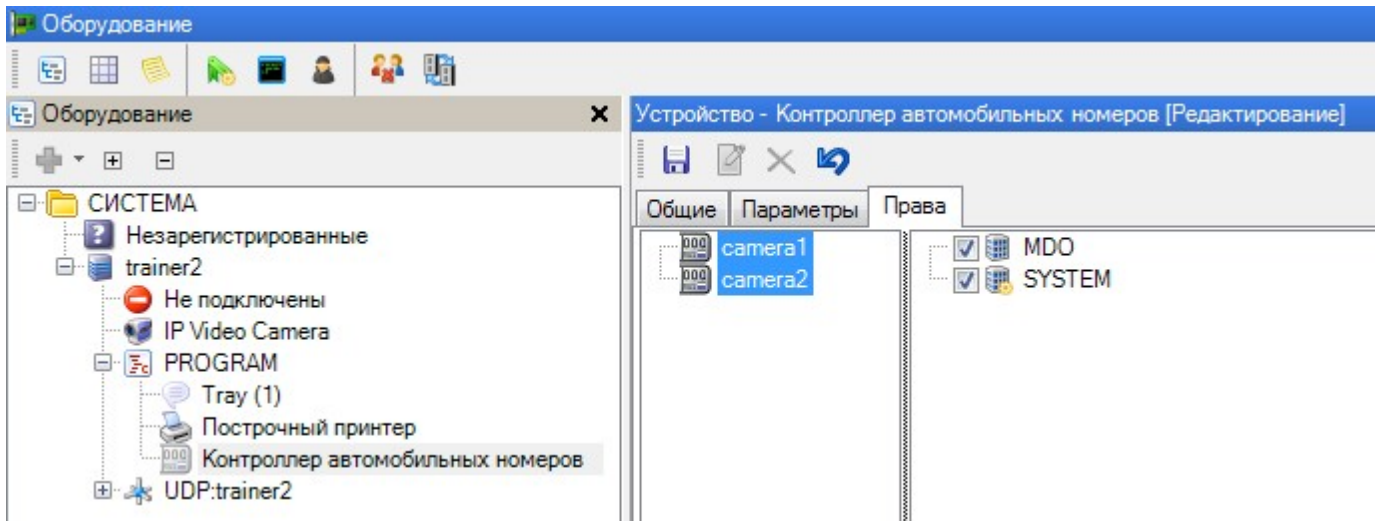 Оборудование
Оборудование
СИСТЕМА
Незарегистрированные
trainer2
Не подключены
IP Video Camera
PROGRAM
Tray (1)
Построчный принтер
Контроллер автомобильных номеров
UDP:trainer2
Устройство - Контроллер автомобильных номеров [Редактирование]
Общие Параметры Права
camera1
camera2
MDO
SYSTEM